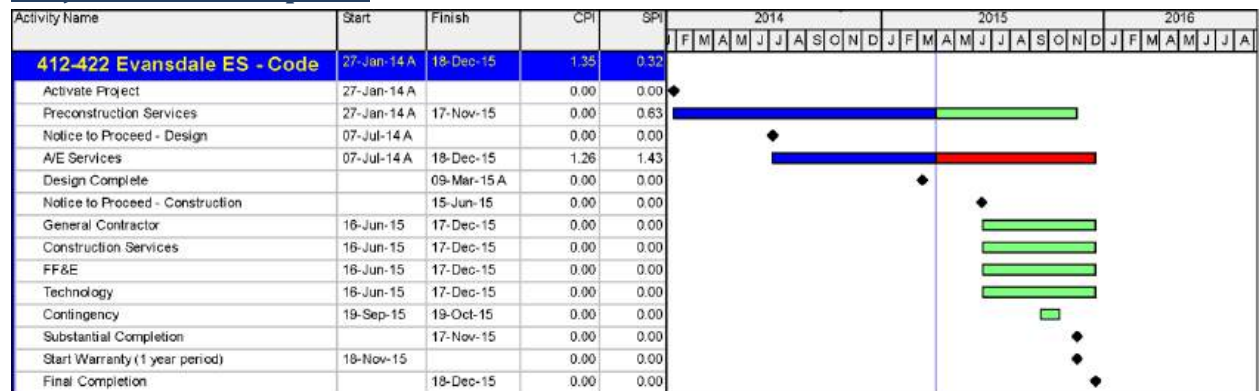 Activity Name Start Finish CPI SPI 2014 2015 2016
J F M A M J J A S O N D J F M A M J J A S O N D J F M A M J J A
412-422 Evansdale ES - Code 27-Jan-14 A 18-Dec-15 1.35 0.32
Activate Project 27-Jan-14 A 0.00 0.00
Preconstruction Services 27-Jan-14 A 17-Nov-15 0.00 0.63
Notice to Proceed - Design 07-Jul-14 A 0.00 0.00
A/E Services 07-Jul-14 A 18-Dec-15 1.26 1.43
Design Complete 09-Mar-15 A 0.00 0.00
Notice to Proceed - Construction 15-Jun-15 0.00 0.00
General Contractor 16-Jun-15 17-Dec-15 0.00 0.00
Construction Services 16-Jun-15 17-Dec-15 0.00 0.00
FF&E 16-Jun-15 17-Dec-15 0.00 0.00
Technology 16-Jun-15 17-Dec-15 0.00 0.00
Contingency 19-Sep-15 19-Oct-15 0.00 0.00
Substantial Completion 17-Nov-15 0.00 0.00
Start Warranty (1 year period) 18-Nov-15 0.00 0.00
Final Completion 18-Dec-15 0.00 0.00